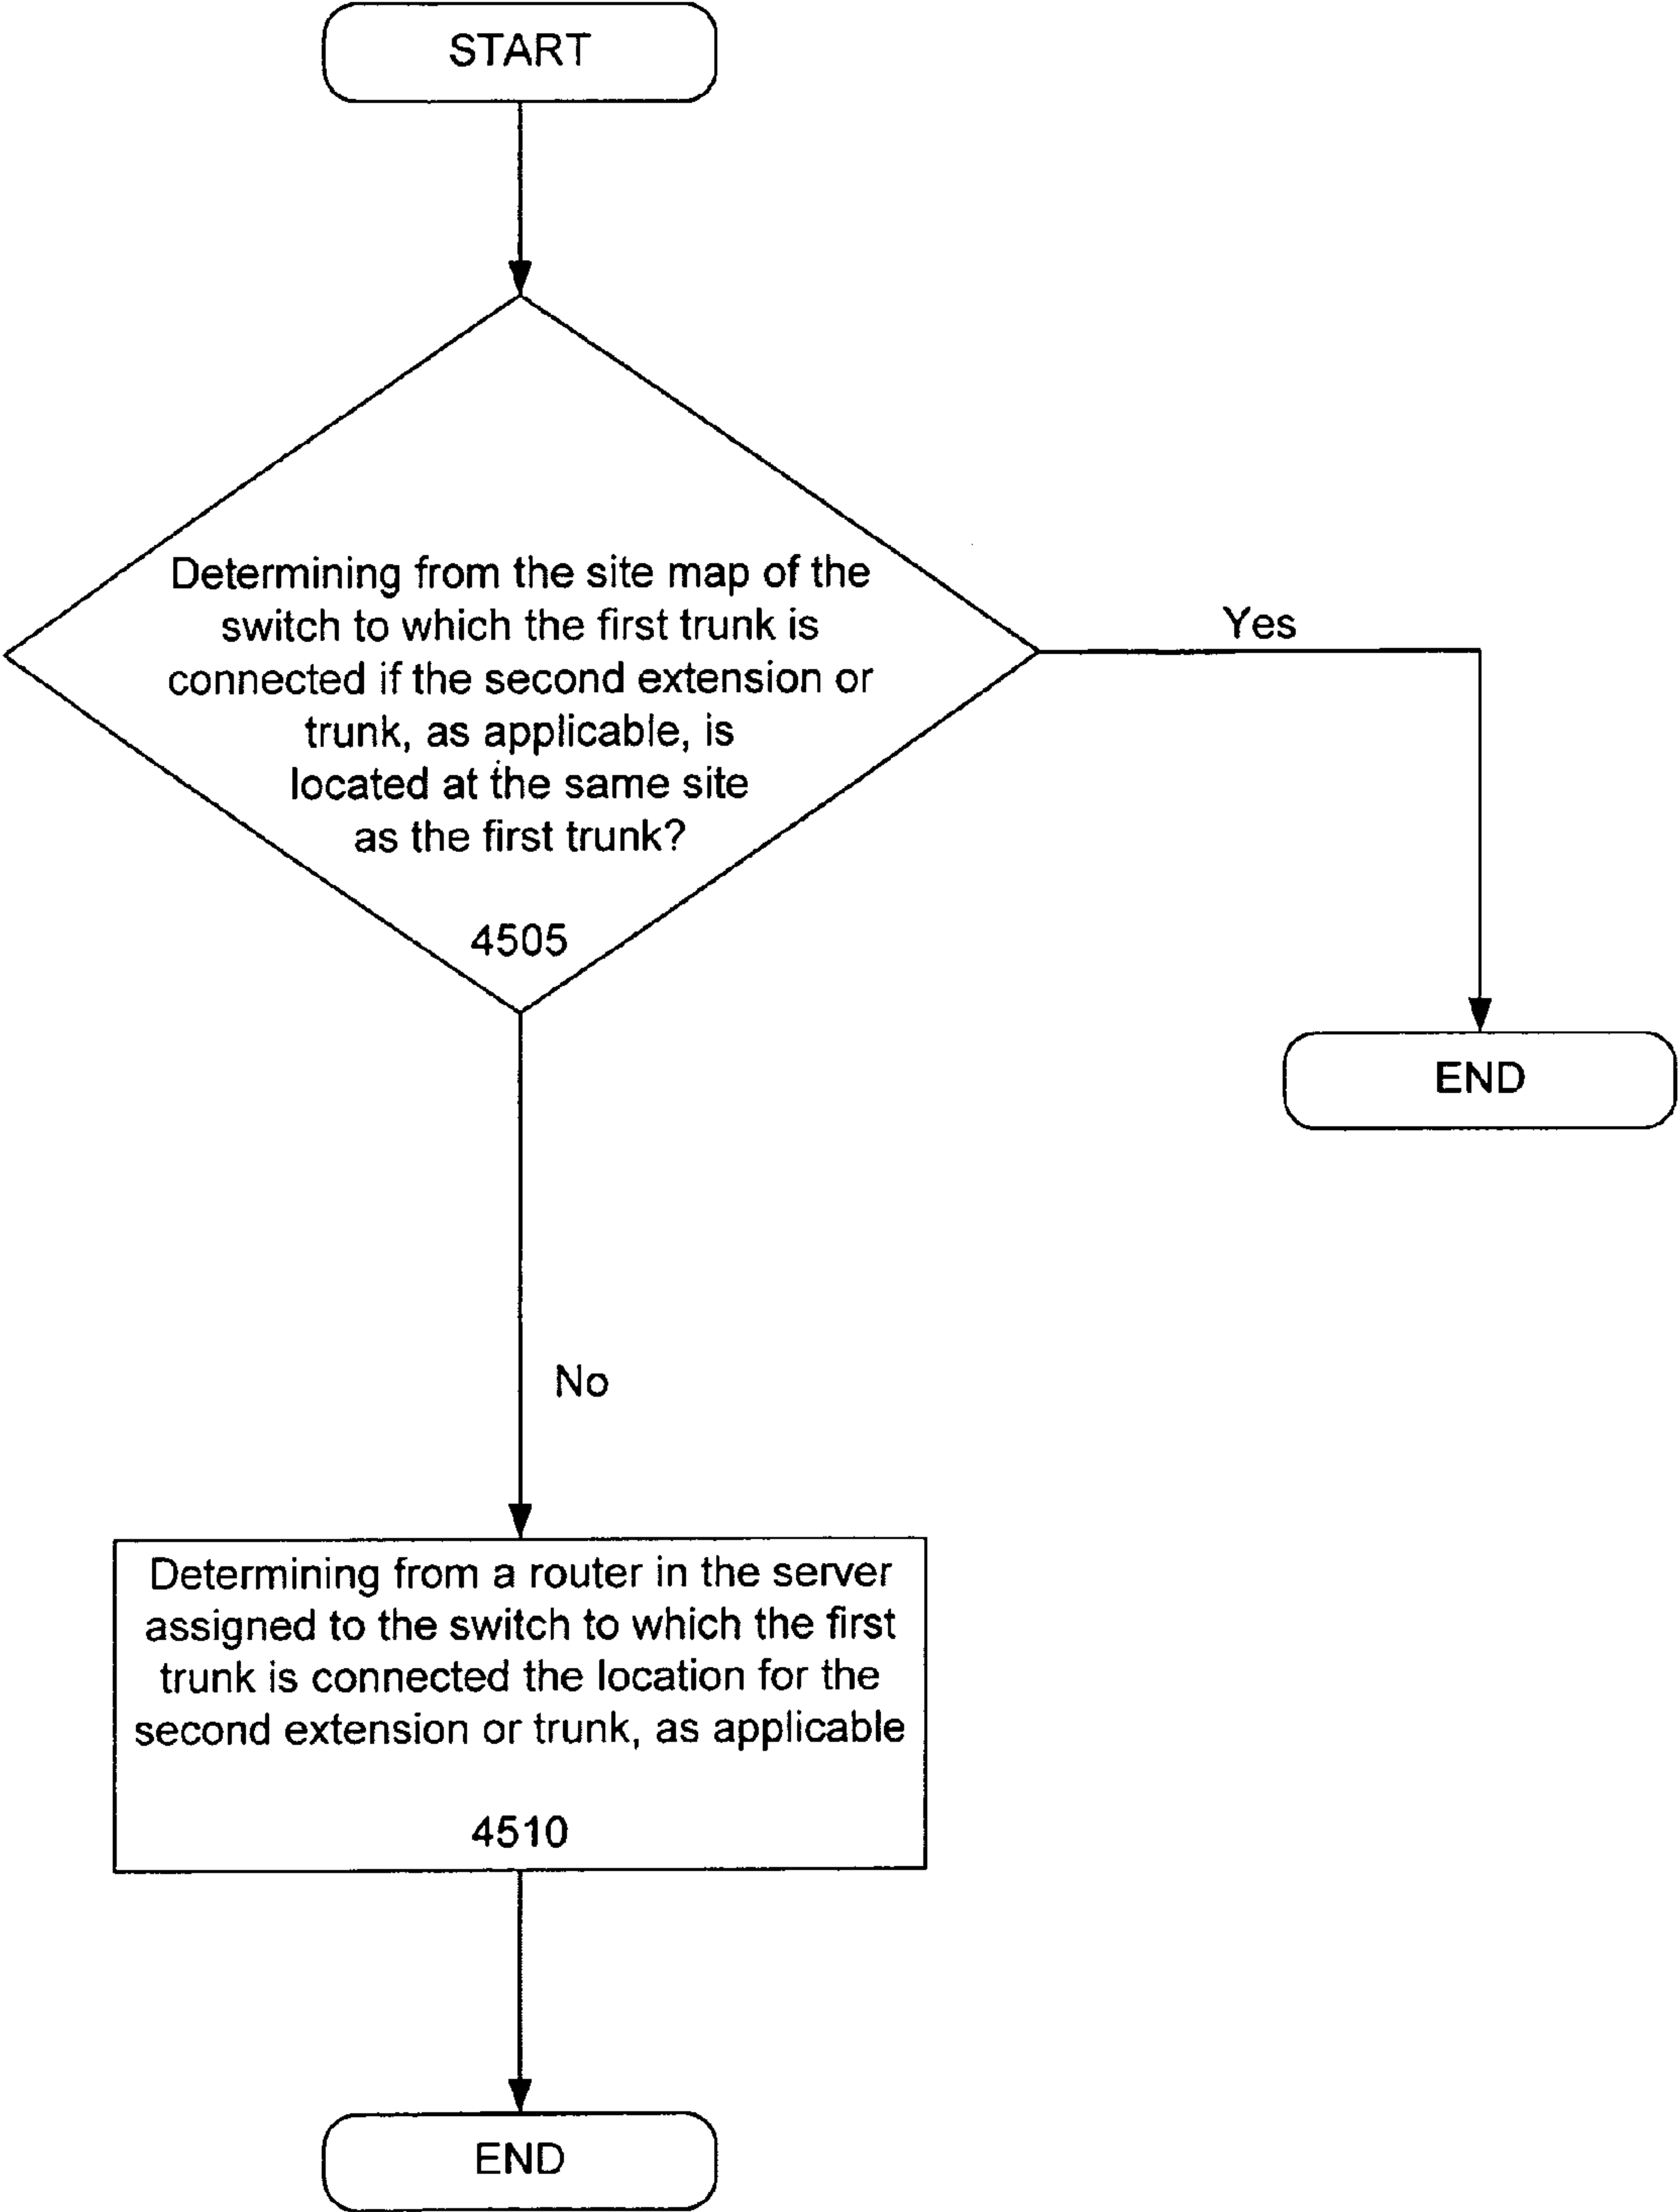 START
Determining from the site map of the
switch to which the first trunk is
connected if the second extension or
trunk, as applicable, is
located at the same site
as the first trunk?
4505
Yes
END
No
Determining from a router in the server
assigned to the switch to which the first
trunk is connected the location for the
second extension or trunk, as applicable
4510
END